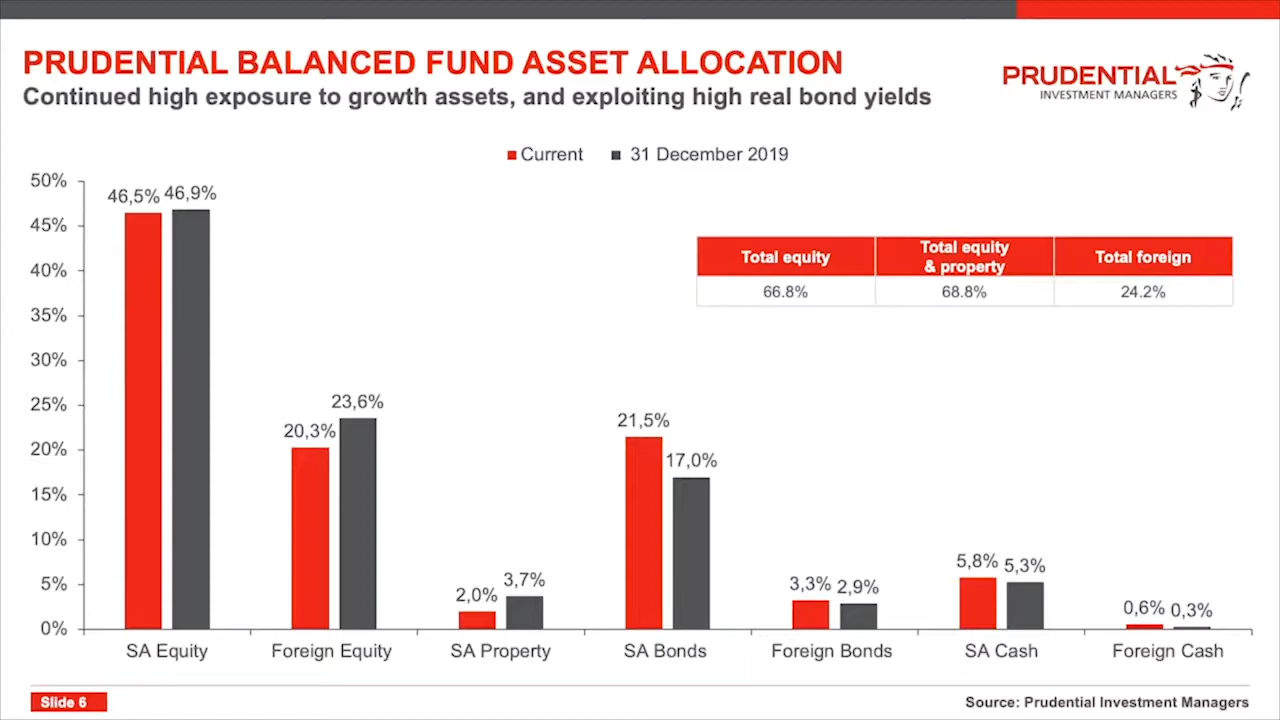 PRUDENTIAL BALANCED FUND ASSET ALLOCATION
Continued high exposure to growth assets, and exploiting high real bond yields
PRUDENTIAL
INVESTMENT MANAGERS
Current
31 December 2019
50%
45%
40%
35%
30%
25%
20%
15%
10%
5%
0%
46,5%
46,9%
20,3%
23,6%
2,0%
3,7%
21,5%
17,0%
3,3%
2,9%
5,8%
5,3%
0,6%
0,3%
Total equity
Total equity
& property
Total foreign
66.8%
68.8%
24.2%
SA Equity
Foreign Equity
SA Property
SA Bonds
Foreign Bonds
SA Cash
Foreign Cash
Slide 6
Source: Prudential Investment Managers